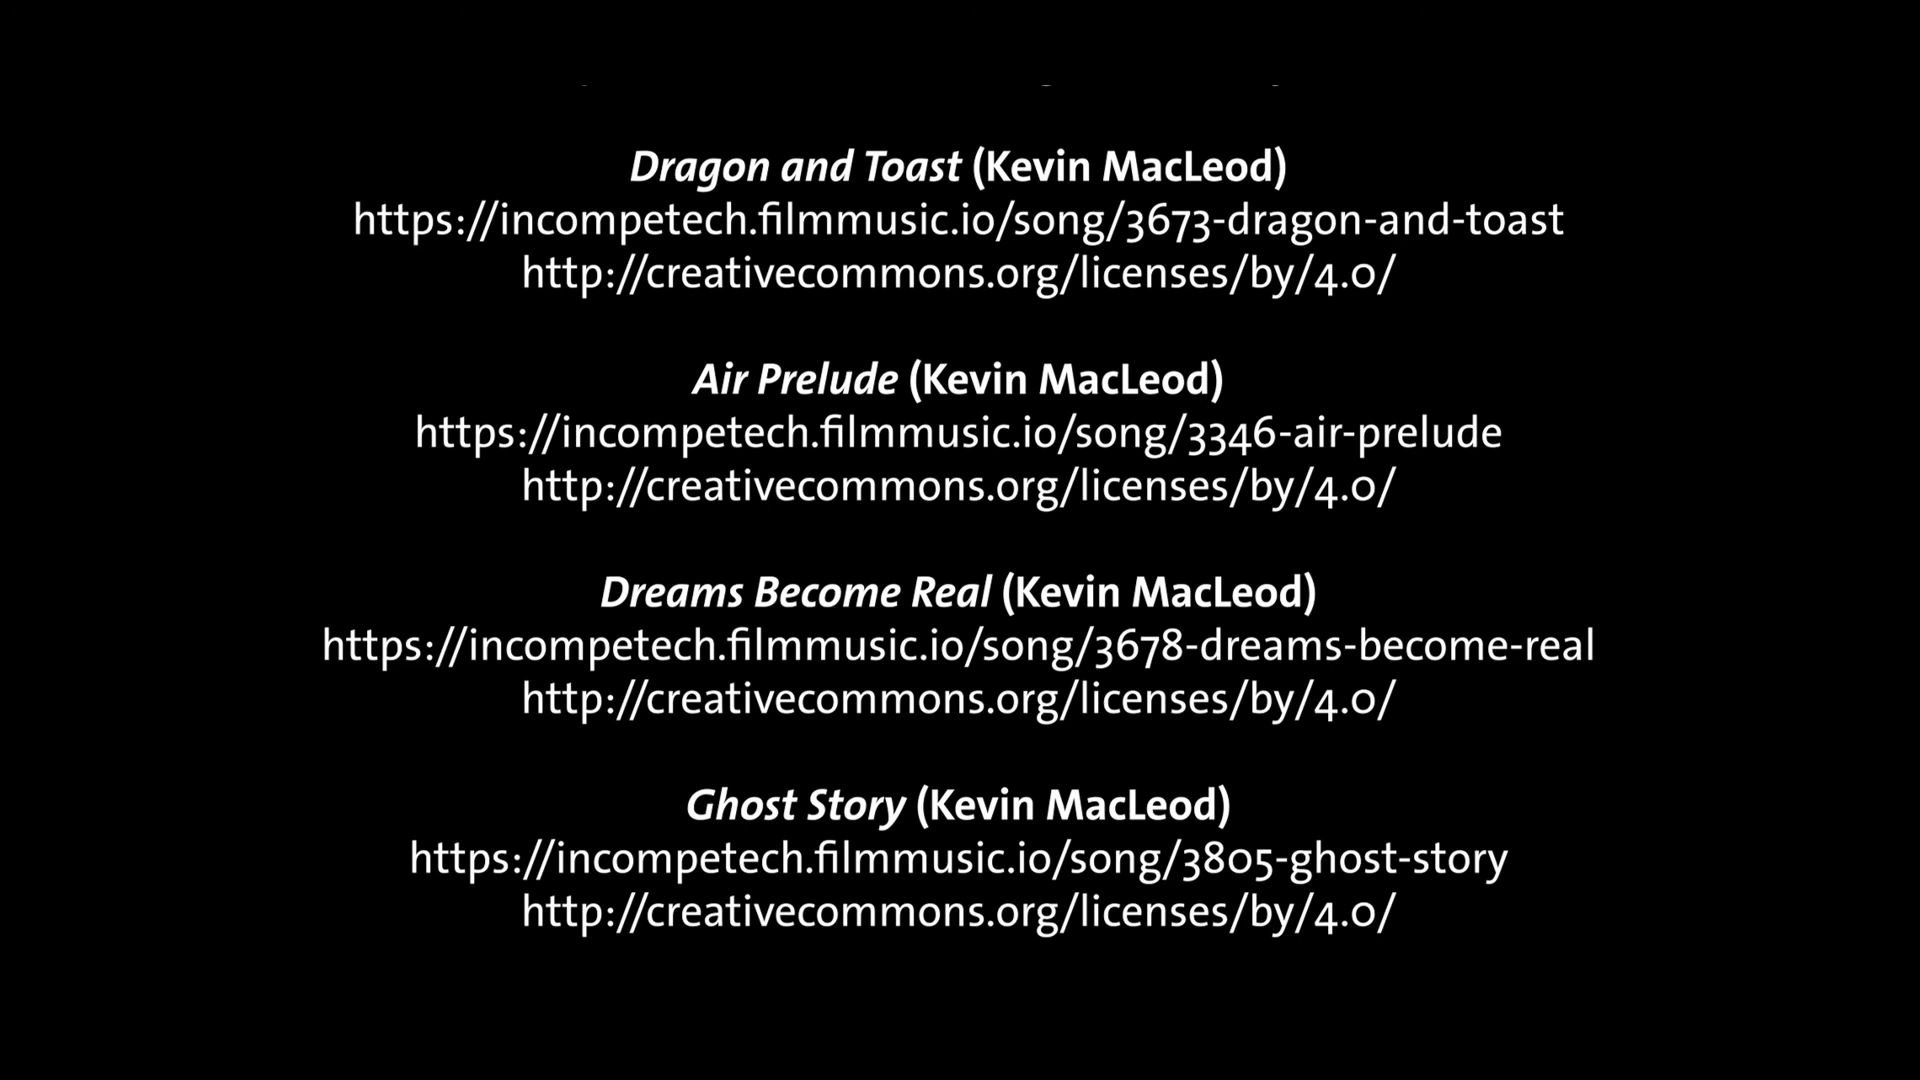 Dragon and Toast (Kevin MacLeod)
https://incompetech.filmmusic.io/song/3673-dragon-and-toast
http://creativecommons.org/licenses/by/4.0/
Air Prelude (Kevin MacLeod)
https://incompetech.filmmusic.io/song/3346-air-prelude
http://creativecommons.org/licenses/by/4.0/
Dreams Become Real (Kevin MacLeod)
https://incompetech.filmmusic.io/song/3678-dreams-become-real
http://creativecommons.org/licenses/by/4.0/
Ghost Story (Kevin MacLeod)
https://incompetech.filmmusic.io/song/3805-ghost-story
http://creativecommons.org/licenses/by/4.0/